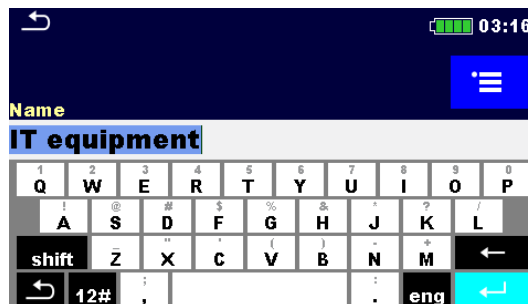 03:16
Name
IT equipment
1 2 3 4 5 6 7 8 9 0
Q W E R T Y U I O P
! @ # $ % & * ? /
A S D F G H J K L
_ " ' ( ) - +
shift Z X C V B N M
; :
12# , . eng